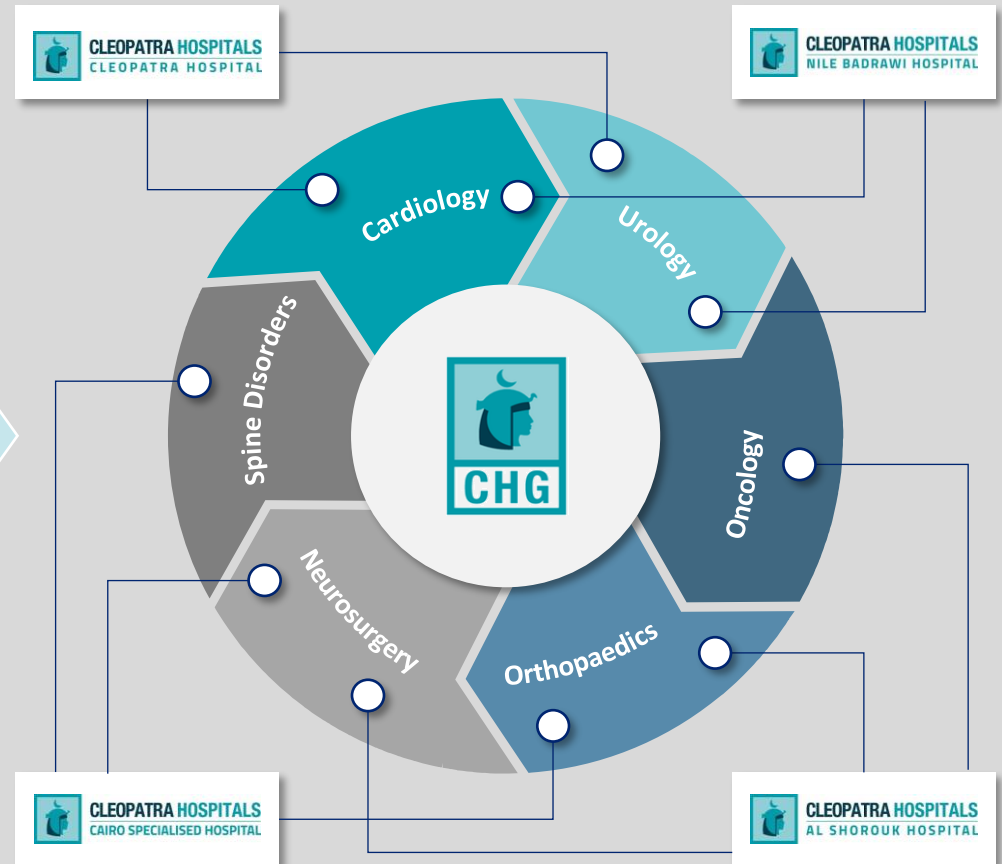 CLEOPATRA HOSPITALS
CLEOPATRA HOSPITAL
CLEOPATRA HOSPITALS
NILE BADRAWI HOSPITAL
Cardiology
Urology
Spine Disorders
Oncology
CHG
Neurosurgery
Orthopaedics
CLEOPATRA HOSPITALS
CAIRO SPECIALISED HOSPITAL
CLEOPATRA HOSPITALS
AL SHOROUK HOSPITAL